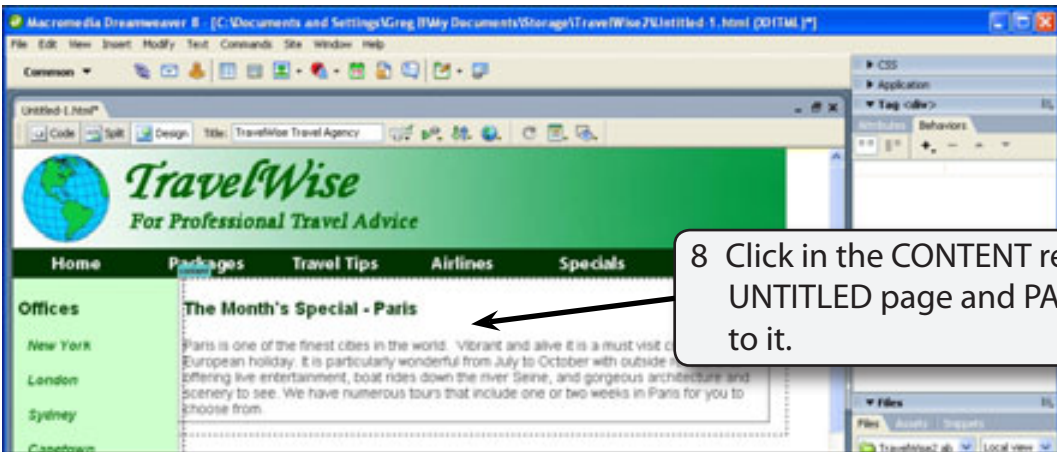 Macromedia Dreamweaver 8 - [C:\Documents and Settings\Greg B\My Documents\Storage\TravelWise2\Untitled-1.html (XHTML)*]
File Edit View Insert Modify Text Commands Site Window Help
Common
CSS
Application
Untitled-1.html*
Tag <div>
Code Split Design Title: TravelWise Travel Agency
Attributes Behaviors
TravelWise
For Professional Travel Advice
Home Packages Travel Tips Airlines Specials
content
8 Click in the CONTENT re
UNTITLED page and PA
to it.
Offices
The Month's Special - Paris
New York
Paris is one of the finest cities in the world. Vibrant and alive it is a must visit
European holiday. It is particularly wonderful from July to October with outside
London
offering live entertainment, boat rides down the river Seine, and gorgeous architecture and
scenery to see. We have numerous tours that include one or two weeks in Paris for you to
Sydney
choose from.
Files
Files Assets Snippets
Capetown
TravelWise2 ab Local view